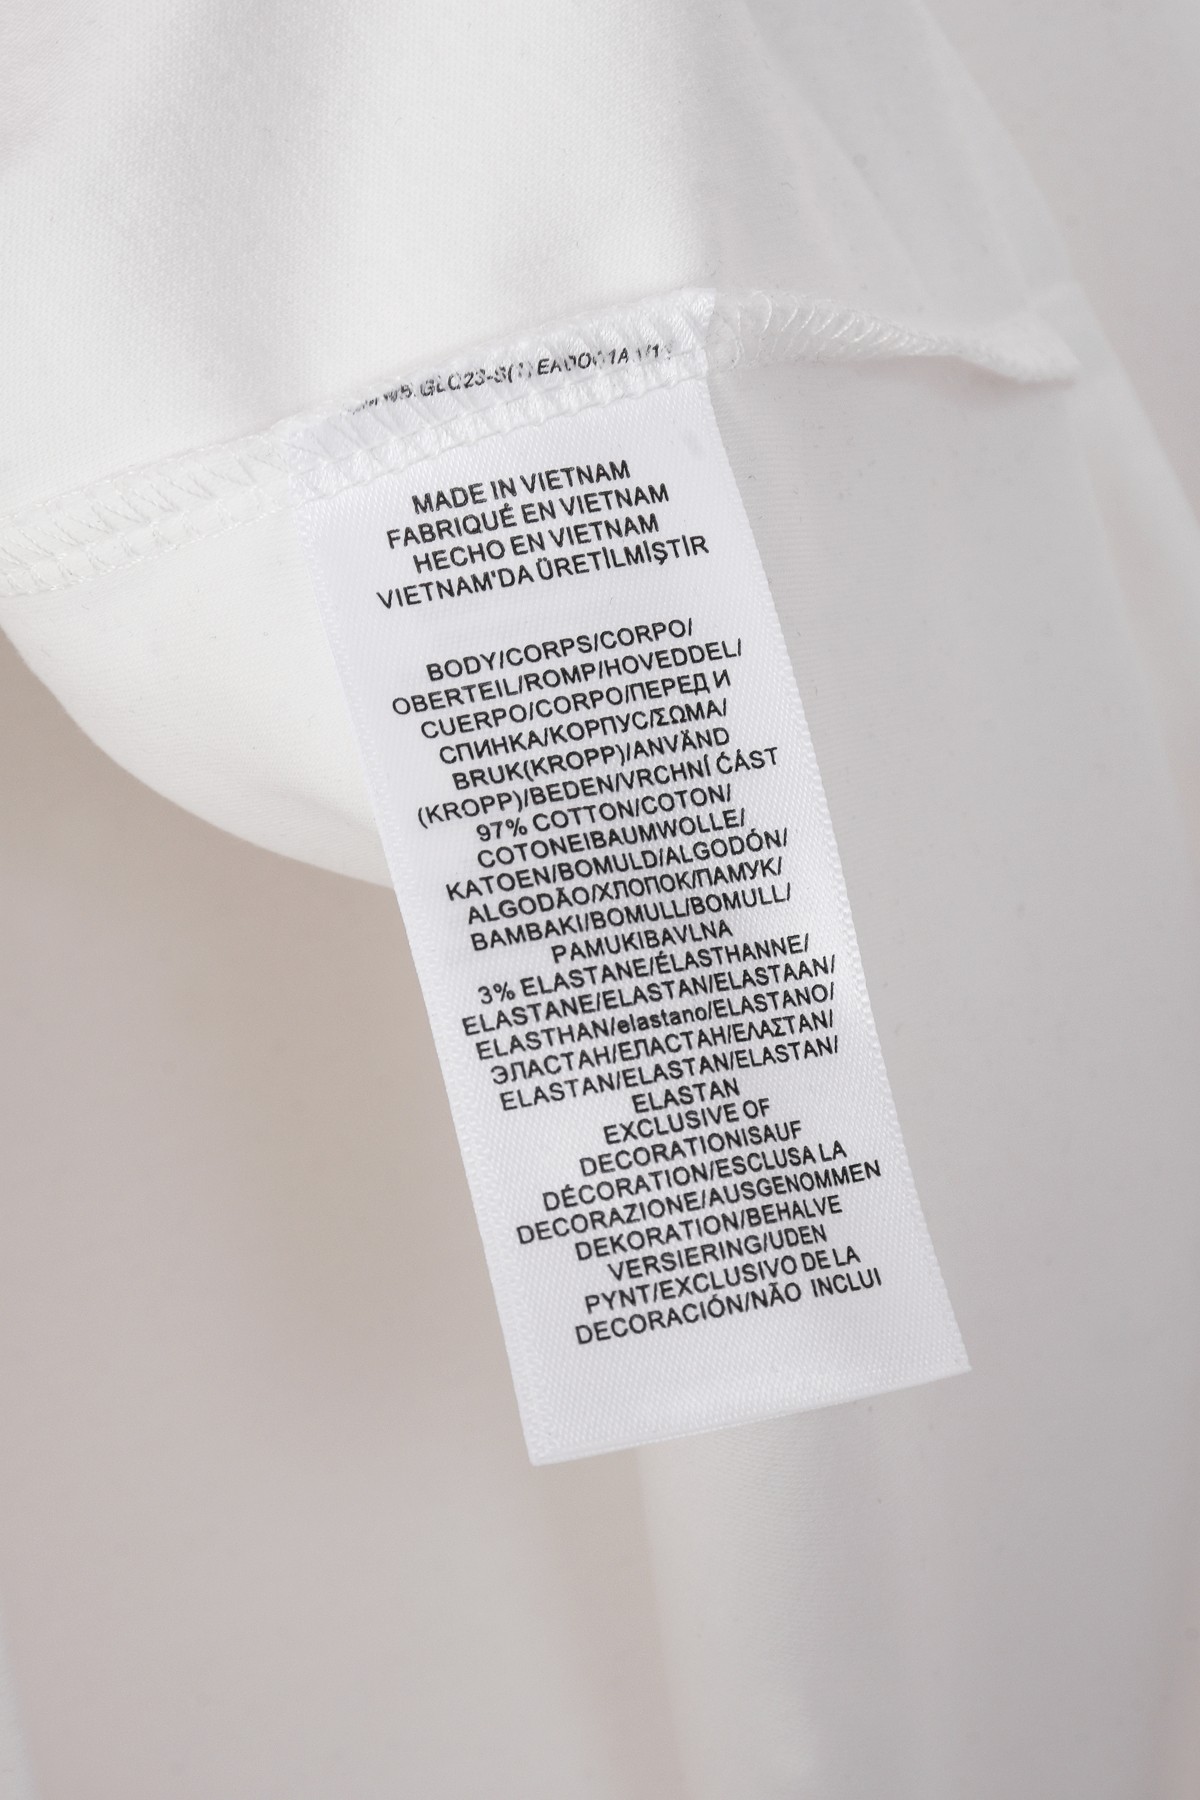 MADE IN VIETNAM
FABRIQUÉ EN VIETNAM
HECHO EN VIETNAM
VIETNAM'DA ÜRETİLMİŞTİR
BODY/CORPS/CORPO/
OBERTEIL/ROMP/HOVEDDEL/
CUERPO/CORPO/ПЕРЕД И
СПИНКА/КОРПУС/ΣΩΜΑ/
BRUK(KROPP)/ANVÄND
(KROPP)/BEDEN/VRCHNÍ ĆÁST
97% COTTON/COTON/
COTONEIBAUMWOLLE/
KATOEN/BOMULD/ALGODÓN/
ALGODÃO/ХЛОПОК/ПАМУК/
BAMBAKI/BOMULL/BOMULL/
PAMUKIBAVLNA
3% ELASTANE/ÉLASTHANNE/
ELASTANE/ELASTAN/ELASTAAN/
ELASTHAN/elastano/ELASTANO/
ЭЛАСТАН/ЕЛАСТАН/ΕΛΑΣΤΑΝ/
ELASTAN/ELASTAN/ELASTAN/
ELASTAN
EXCLUSIVE OF
DECORATIONISAUF
DÉCORATION/ESCLUSA LA
DECORAZIONE/AUSGENOMMEN
DEKORATION/BEHALVE
VERSIERING/UDEN
PYNT/EXCLUSIVO DE LA
DECORACIÓN/NÃO INCLUI